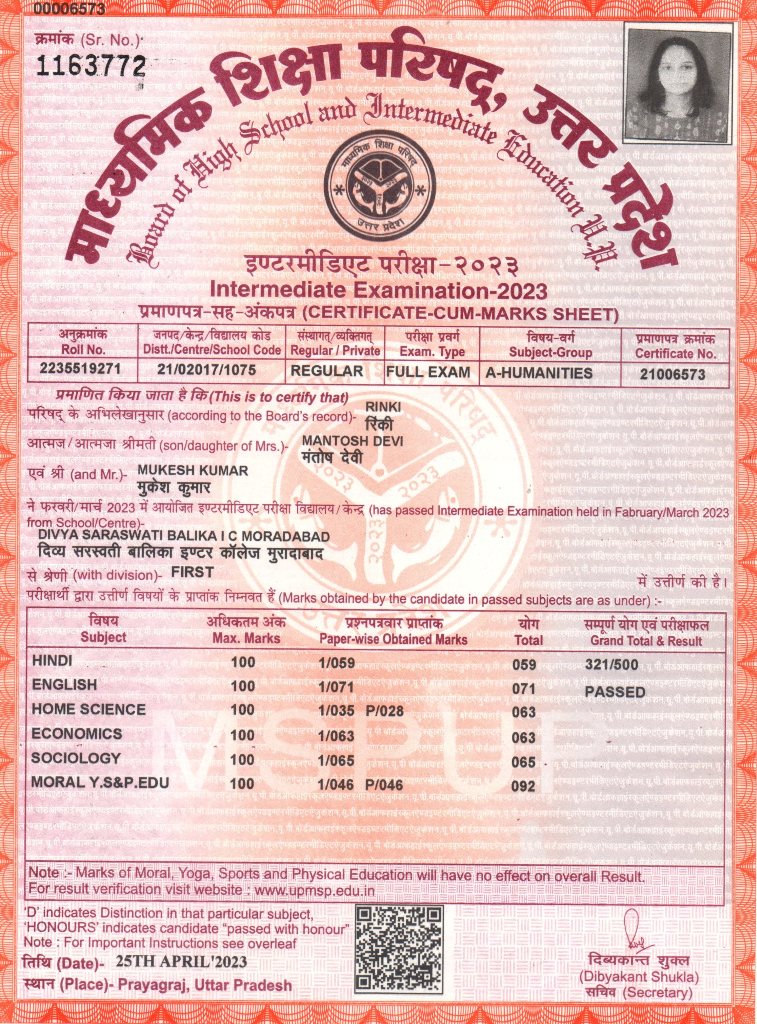 00006573
क्रमांक (Sr. No.)
1163772
माध्यमिक शिक्षा परिषद्, उत्तर प्रदेश
Board of High School and Intermediate Education U.P.
माध्यमिक शिक्षा परिषद्
उत्तर प्रदेश
इण्टरमीडिएट परीक्षा-२०२३
Intermediate Examination-2023
प्रमाणपत्र-सह-अंकपत्र (CERTIFICATE-CUM-MARKS SHEET)
अनुक्रमांक जनपद/केन्द्र/विद्यालय कोड संस्थागत/व्यक्तिगत परीक्षा प्रवर्ग विषय-वर्ग प्रमाणपत्र क्रमांक
Roll No. Distt./Centre/School Code Regular / Private Exam. Type Subject-Group Certificate No.
2235519271 21/02017/1075 REGULAR FULL EXAM A-HUMANITIES 21006573
प्रमाणित किया जाता है कि (This is to certify that)
परिषद् के अभिलेखानुसार (according to the Board's record)- RINKI
रिंकी
आत्मज/आत्मजा श्रीमती (son/daughter of Mrs.)- MANTOSH DEVI
मंतोष देवी
एवं श्री (and Mr.)- MUKESH KUMAR
मुकेश कुमार
ने फरवरी/मार्च 2023 में आयोजित इण्टरमीडिएट परीक्षा विद्यालय/केन्द्र (has passed Intermediate Examination held in Fabruary/March 2023
from School/Centre)-
DIVYA SARASWATI BALIKA I C MORADABAD
दिव्य सरस्वती बालिका इण्टर कॉलेज मुरादाबाद
से श्रेणी (with division)- FIRST में उत्तीर्ण की है।
परीक्षार्थी द्वारा उत्तीर्ण विषयों के प्राप्तांक निम्नवत हैं (Marks obtained by the candidate in passed subjects are as under) :-
विषय अधिकतम अंक प्रश्नपत्रवार प्राप्तांक योग सम्पूर्ण योग एवं परीक्षाफल
Subject Max. Marks Paper-wise Obtained Marks Total Grand Total & Result
HINDI 100 1/059 059 321/500
ENGLISH 100 1/071 071 PASSED
HOME SCIENCE 100 1/035 P/028 063
ECONOMICS 100 1/063 063
SOCIOLOGY 100 1/065 065
MORAL Y.S&P.EDU 100 1/046 P/046 092
MSPUP
Note :- Marks of Moral, Yoga, Sports and Physical Education will have no effect on overall Result.
For result verification visit website : www.upmsp.edu.in
'D' indicates Distinction in that particular subject,
'HONOURS' indicates candidate "passed with honour"
Note : For Important Instructions see overleaf
तिथि (Date)- 25TH APRIL'2023
स्थान (Place)- Prayagraj, Uttar Pradesh
दिव्यकान्त शुक्ल
(Dibyakant Shukla)
सचिव (Secretary)